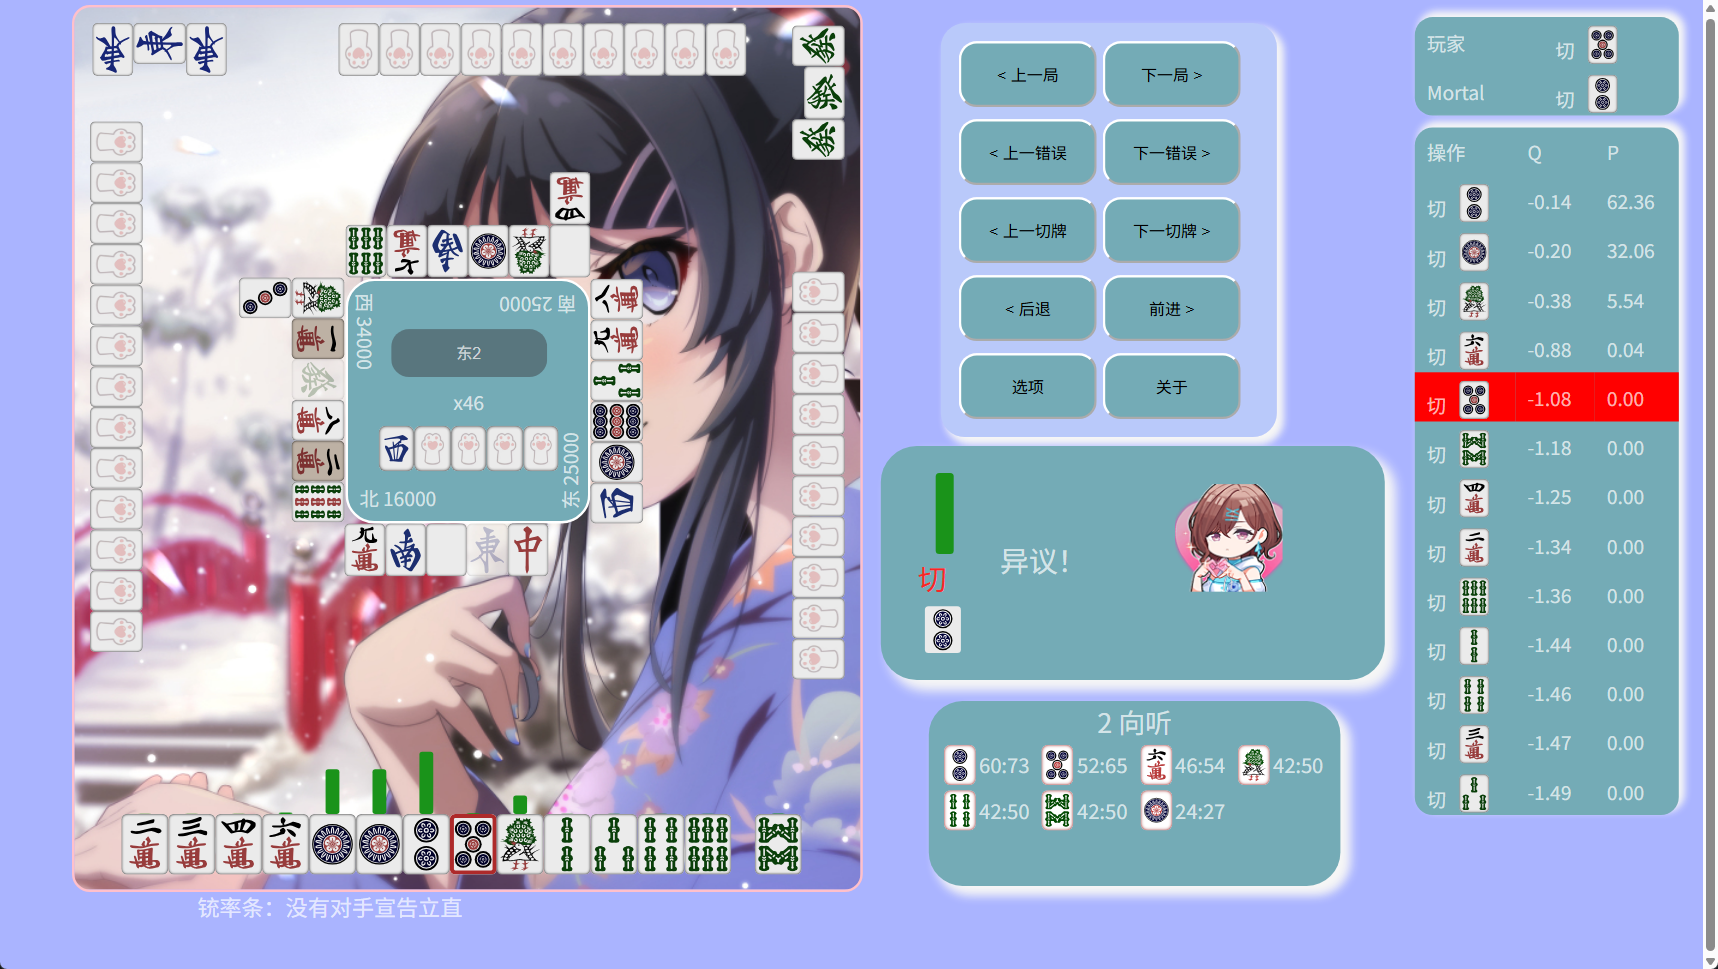 西 34000
南 25000
东2
x46
北 16000
东 25000
铳率条：没有对手宣告立直
< 上一局
下一局 >
< 上一错误
下一错误 >
< 上一切牌
下一切牌 >
< 后退
前进 >
选项
关于
异议！
切
2 向听
60:73 52:65 46:54 42:50
42:50 42:50 24:27
玩家 切
Mortal 切
操作 Q P
切 -0.14 62.36
切 -0.20 32.06
切 -0.38 5.54
切 -0.88 0.04
切 -1.08 0.00
切 -1.18 0.00
切 -1.25 0.00
切 -1.34 0.00
切 -1.36 0.00
切 -1.44 0.00
切 -1.46 0.00
切 -1.47 0.00
切 -1.49 0.00